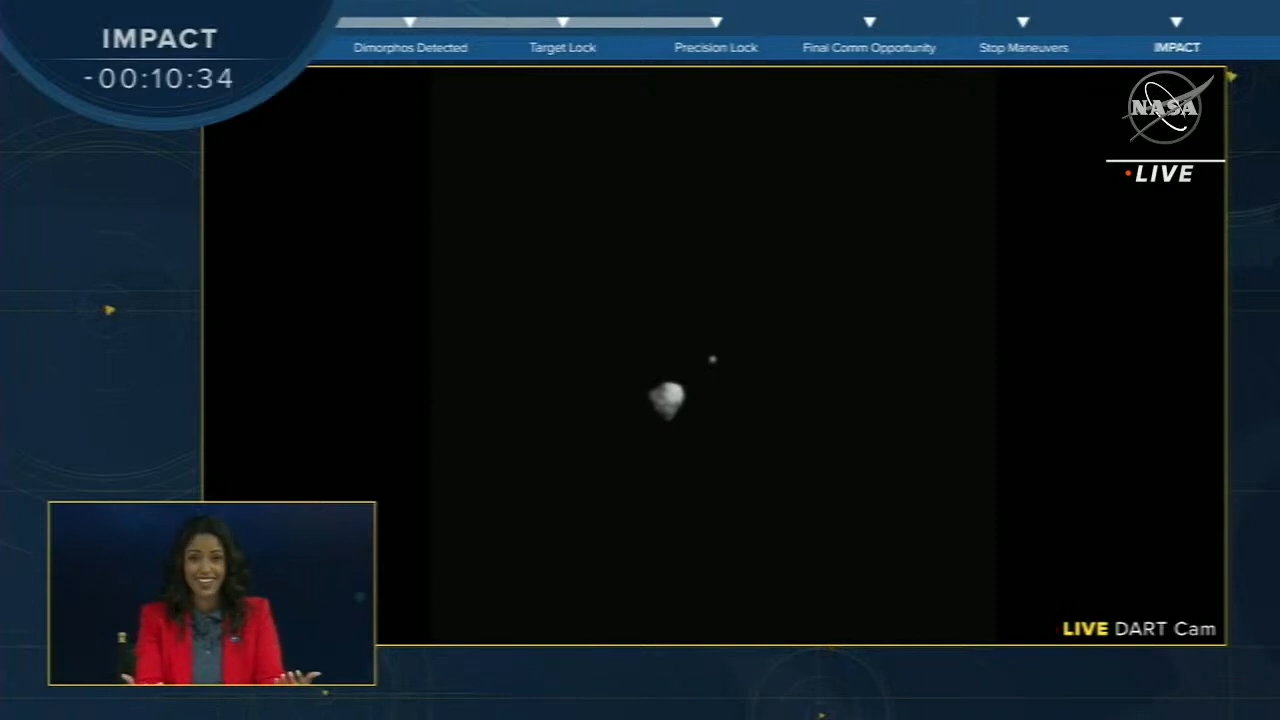 IMPACT
-00:10:34
Dimorphos Detected
Target Lock
Precision Lock
Final Comm Opportunity
Stop Maneuvers
IMPACT
NASA
LIVE
LIVE DART Cam